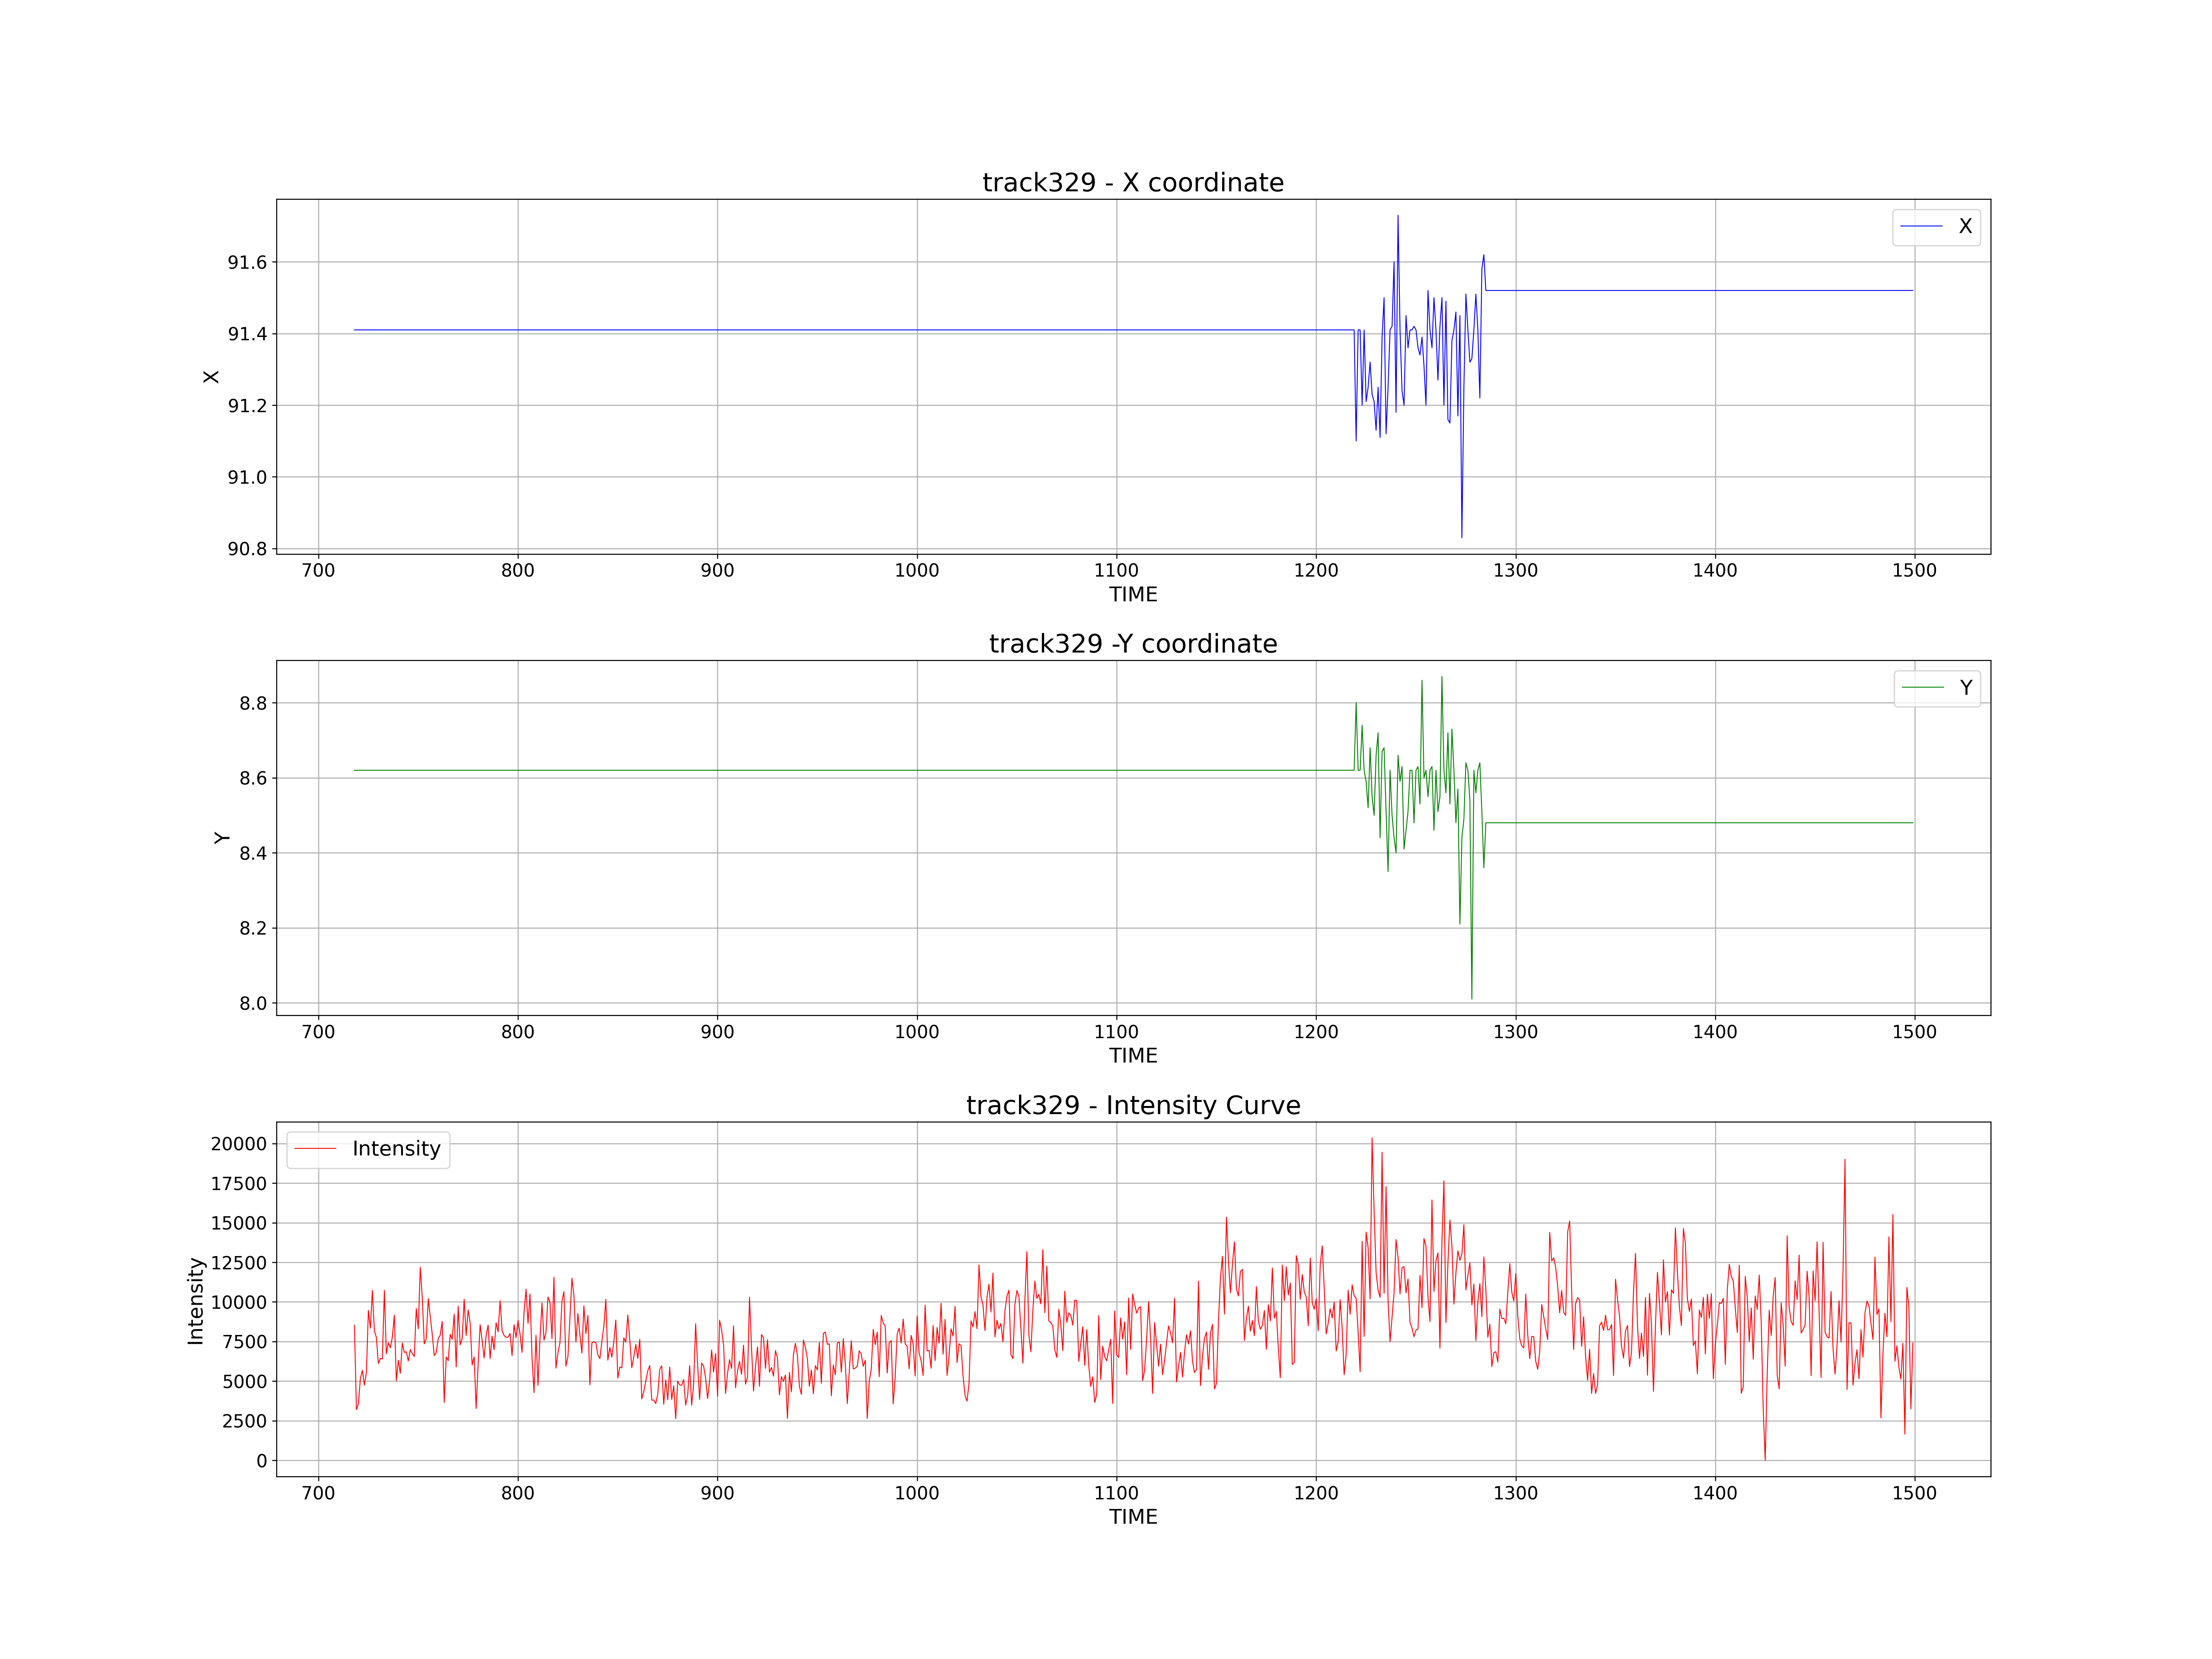 track329 - X coordinate
X
91.6
91.4
91.2
91.0
90.8
X
700 800 900 1000 1100 1200 1300 1400 1500
TIME
track329 -Y coordinate
Y
8.8
8.6
8.4
8.2
8.0
Y
700 800 900 1000 1100 1200 1300 1400 1500
TIME
track329 - Intensity Curve
Intensity
20000
17500
15000
12500
10000
7500
5000
2500
0
Intensity
700 800 900 1000 1100 1200 1300 1400 1500
TIME